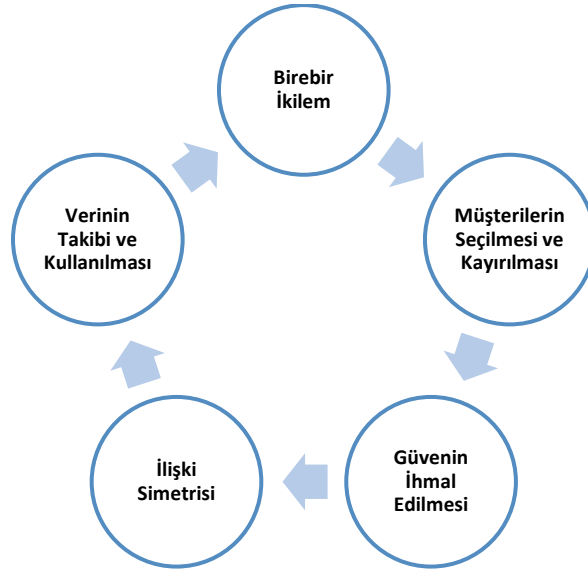 Birebir
İkilem
Müşterilerin
Seçilmesi ve
Kayırılması
Güvenin
İhmal
Edilmesi
İlişki
Simetrisi
Verinin
Takibi ve
Kullanılması